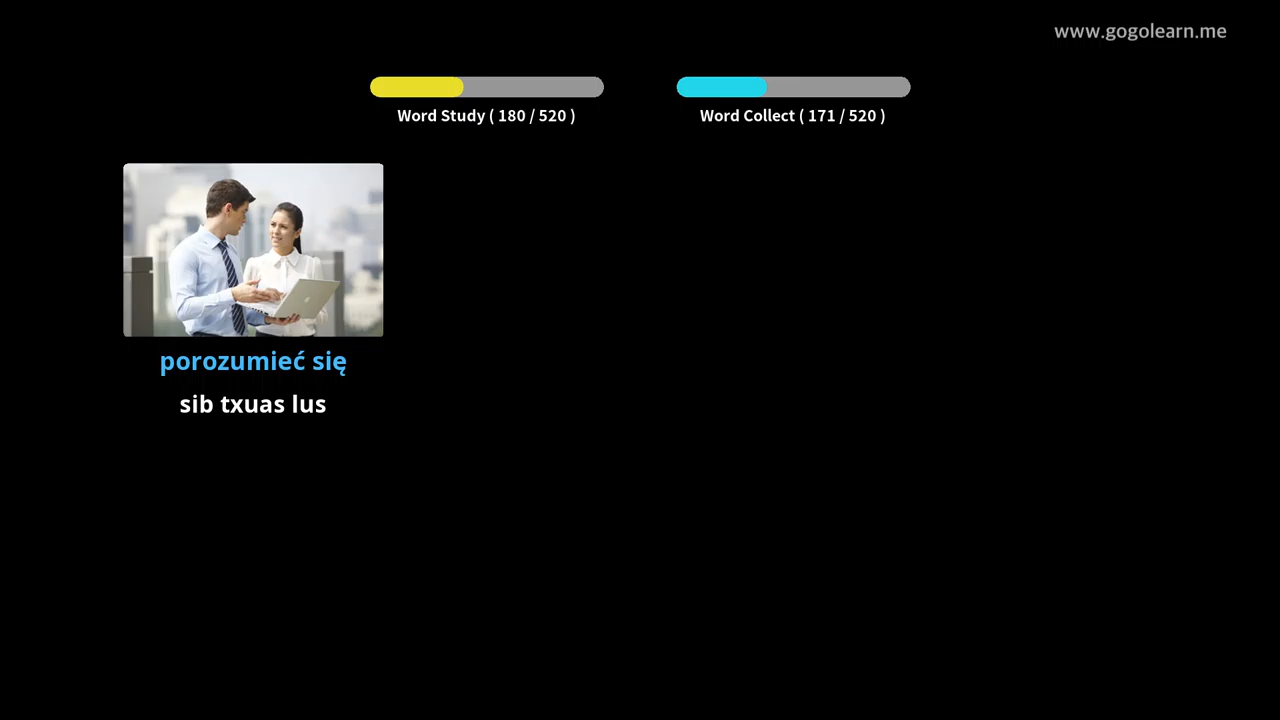 www.gogolearn.me
Word Study ( 180 / 520 )
Word Collect ( 171 / 520 )
porozumieć się
sib txuas lus